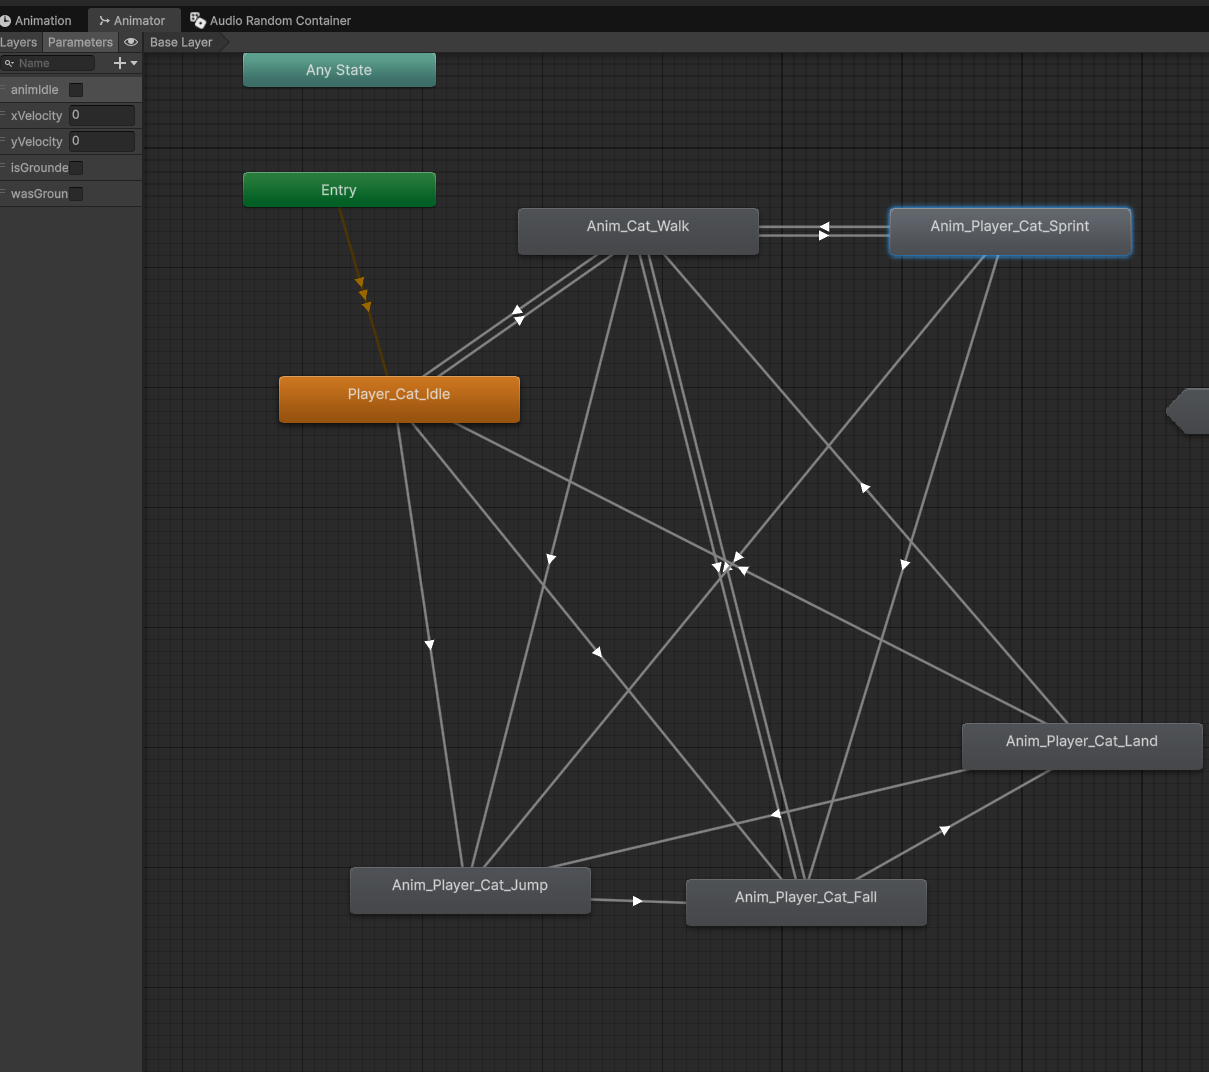 Animation
Animator
Audio Random Container
Layers
Parameters
Base Layer
Name
animIdle
xVelocity 0
yVelocity 0
isGrounde
wasGroun
Any State
Entry
Anim_Cat_Walk
Anim_Player_Cat_Sprint
Player_Cat_Idle
Anim_Player_Cat_Land
Anim_Player_Cat_Jump
Anim_Player_Cat_Fall